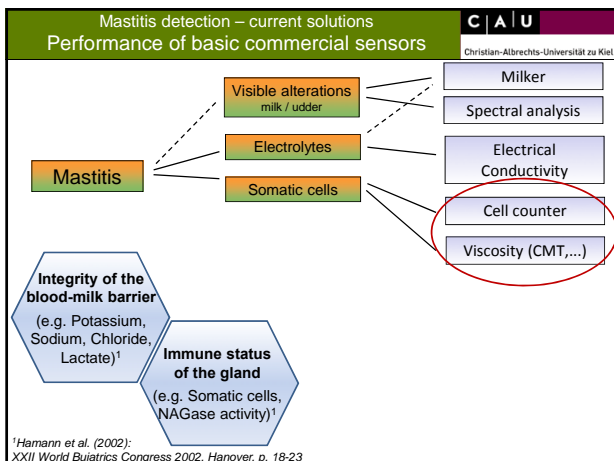 Mastitis detection – current solutions
Performance of basic commercial sensors
C | A | U
Christian-Albrechts-Universität zu Kiel
Visible alterations
milk / udder
Milker
Spectral analysis
Mastitis
Electrolytes
Electrical
Conductivity
Somatic cells
Cell counter
Viscosity (CMT,...)
Integrity of the
blood-milk barrier
(e.g. Potassium,
Sodium, Chloride,
Lactate)¹
Immune status
of the gland
(e.g. Somatic cells,
NAGase activity)¹
¹Hamann et al. (2002):
XXII World Buiatrics Congress 2002, Hanover, p. 18-23